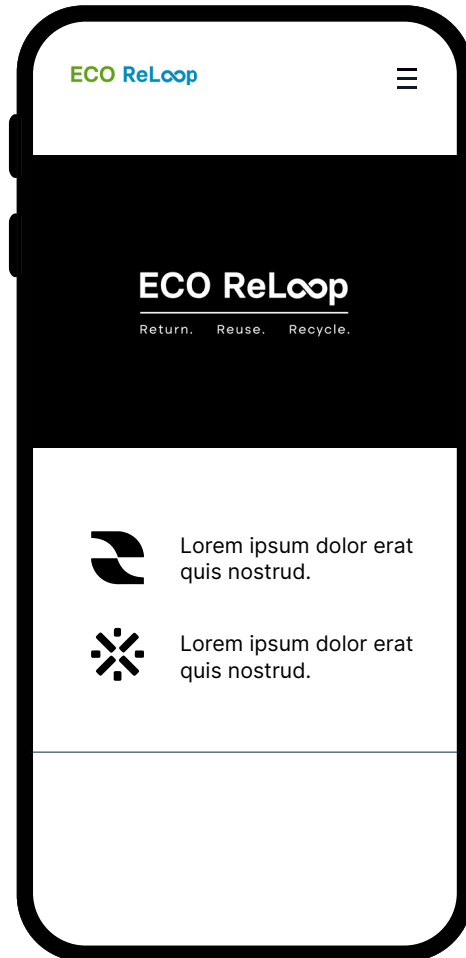 ECO ReLoop
ECO ReLoop
Return. Reuse. Recycle.
Lorem ipsum dolor erat
quis nostrud.
Lorem ipsum dolor erat
quis nostrud.